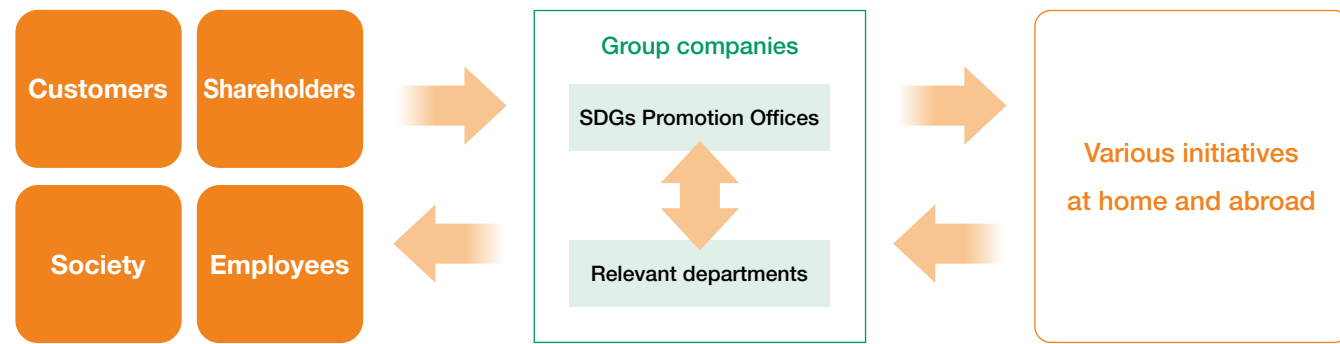 Customers
Shareholders
Society
Employees
Group companies
SDGs Promotion Offices
Relevant departments
Various initiatives
at home and abroad